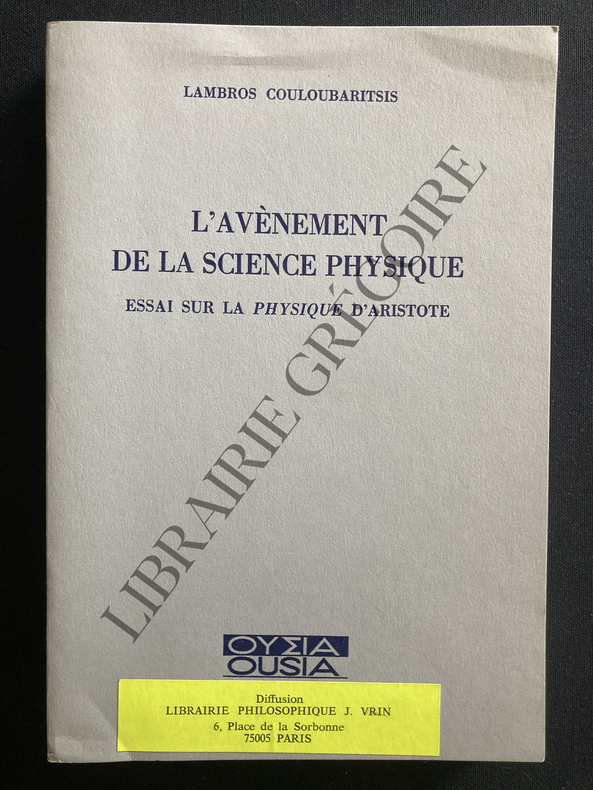 LAMBROS COULOUBARITSIS
L'AVÈNEMENT
DE LA SCIENCE PHYSIQUE
ESSAI SUR LA PHYSIQUE D'ARISTOTE
LIBRAIRIE GRÉGOIRE
ΟΥΣΙΑ
OUSIA
Diffusion
LIBRAIRIE PHILOSOPHIQUE J. VRIN
6, Place de la Sorbonne
75005 PARIS